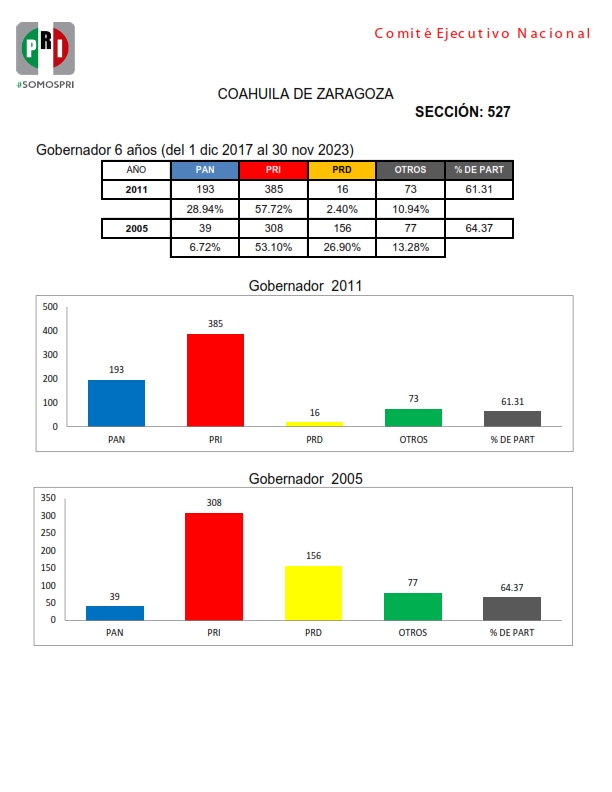 Comité Ejecutivo Nacional
PRI
#SOMOSPRI
COAHUILA DE ZARAGOZA
SECCIÓN: 527
Gobernador 6 años (del 1 dic 2017 al 30 nov 2023)
AÑO PAN PRI PRD OTROS % DE PART
2011 193 385 16 73 61.31
28.94% 57.72% 2.40% 10.94%
2005 39 308 156 77 64.37
6.72% 53.10% 26.90% 13.28%
Gobernador 2011
500
400
300
200
100
0
193
385
16
73
61.31
PAN PRI PRD OTROS % DE PART
Gobernador 2005
350
300
250
200
150
100
50
0
39
308
156
77
64.37
PAN PRI PRD OTROS % DE PART